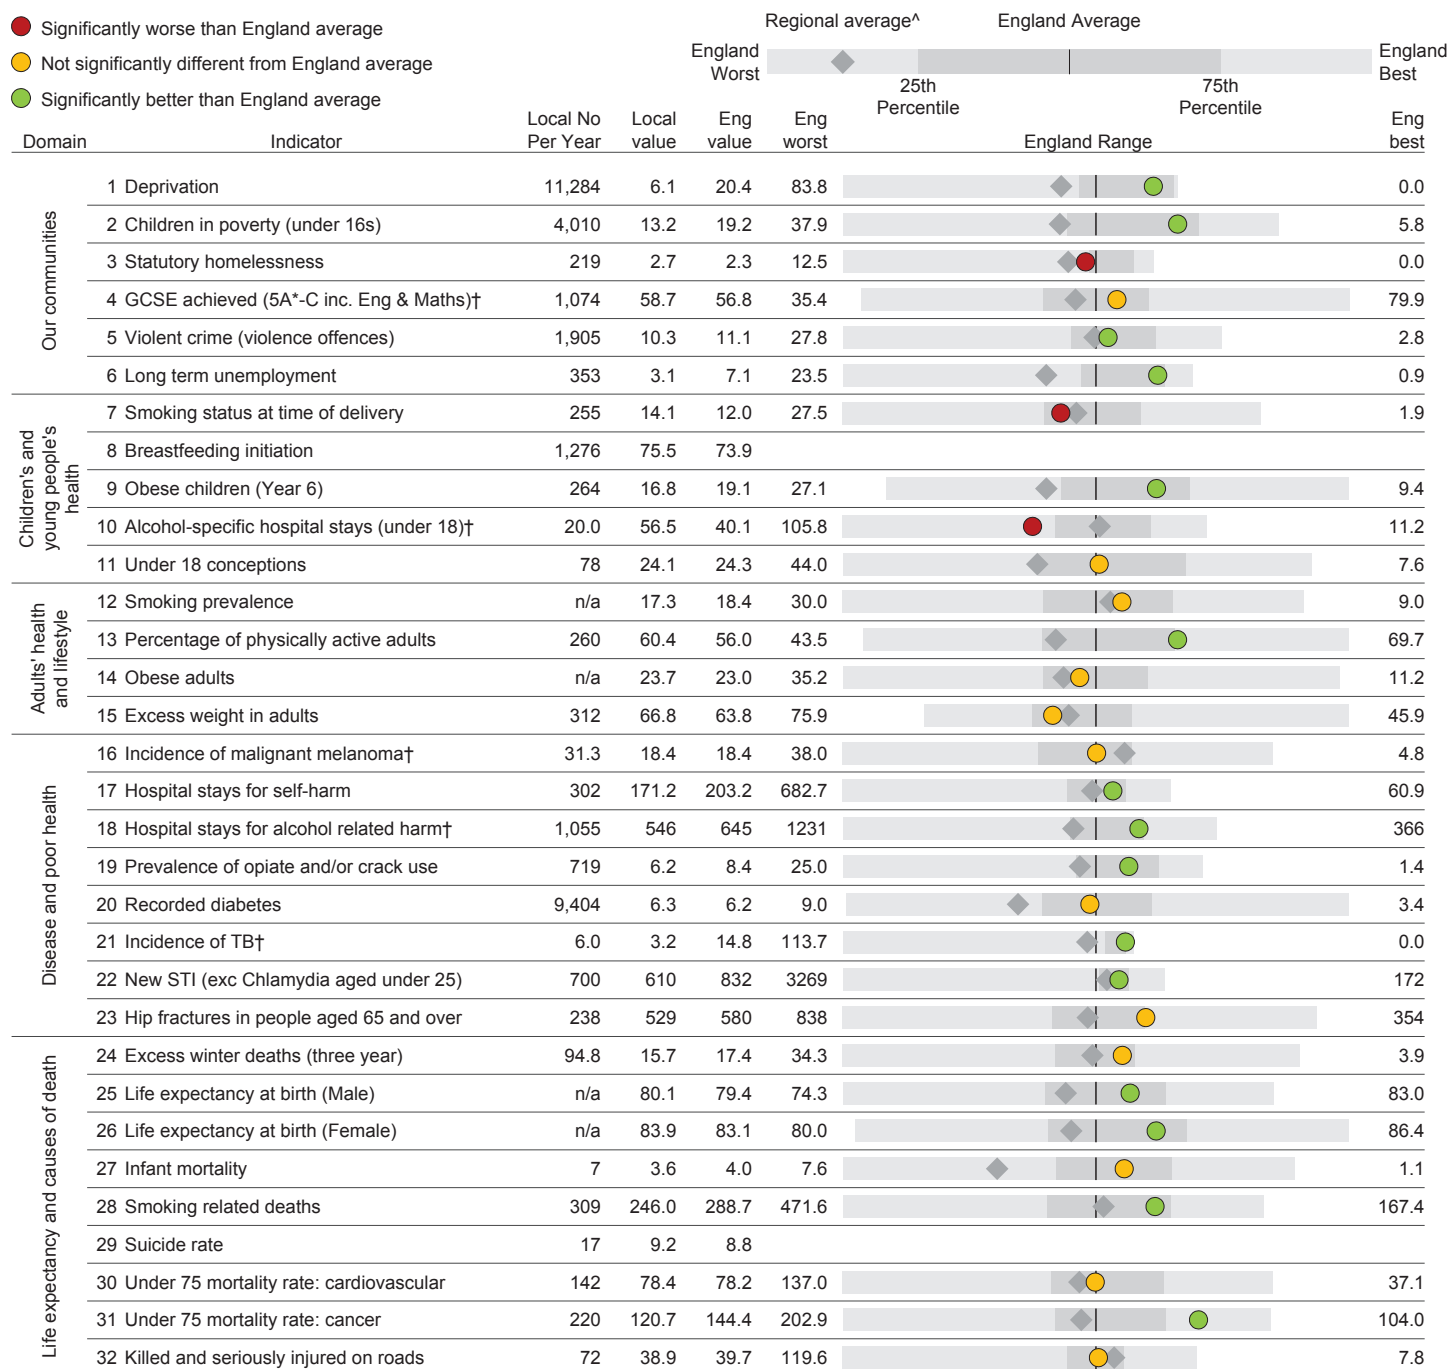 Significantly worse than England average
Not significantly different from England average
Significantly better than England average
Regional average^ England Average
England Worst England Best
25th Percentile 75th Percentile
Domain Indicator Local No Per Year Local value Eng value Eng worst England Range Eng best
Our communities
1 Deprivation 11,284 6.1 20.4 83.8 0.0
2 Children in poverty (under 16s) 4,010 13.2 19.2 37.9 5.8
3 Statutory homelessness 219 2.7 2.3 12.5 0.0
4 GCSE achieved (5A*-C inc. Eng & Maths)† 1,074 58.7 56.8 35.4 79.9
5 Violent crime (violence offences) 1,905 10.3 11.1 27.8 2.8
6 Long term unemployment 353 3.1 7.1 23.5 0.9
Children's and young people's health
7 Smoking status at time of delivery 255 14.1 12.0 27.5 1.9
8 Breastfeeding initiation 1,276 75.5 73.9
9 Obese children (Year 6) 264 16.8 19.1 27.1 9.4
10 Alcohol-specific hospital stays (under 18)† 20.0 56.5 40.1 105.8 11.2
11 Under 18 conceptions 78 24.1 24.3 44.0 7.6
Adults' health and lifestyle
12 Smoking prevalence n/a 17.3 18.4 30.0 9.0
13 Percentage of physically active adults 260 60.4 56.0 43.5 69.7
14 Obese adults n/a 23.7 23.0 35.2 11.2
15 Excess weight in adults 312 66.8 63.8 75.9 45.9
Disease and poor health
16 Incidence of malignant melanoma† 31.3 18.4 18.4 38.0 4.8
17 Hospital stays for self-harm 302 171.2 203.2 682.7 60.9
18 Hospital stays for alcohol related harm† 1,055 546 645 1231 366
19 Prevalence of opiate and/or crack use 719 6.2 8.4 25.0 1.4
20 Recorded diabetes 9,404 6.3 6.2 9.0 3.4
21 Incidence of TB† 6.0 3.2 14.8 113.7 0.0
22 New STI (exc Chlamydia aged under 25) 700 610 832 3269 172
23 Hip fractures in people aged 65 and over 238 529 580 838 354
Life expectancy and causes of death
24 Excess winter deaths (three year) 94.8 15.7 17.4 34.3 3.9
25 Life expectancy at birth (Male) n/a 80.1 79.4 74.3 83.0
26 Life expectancy at birth (Female) n/a 83.9 83.1 80.0 86.4
27 Infant mortality 7 3.6 4.0 7.6 1.1
28 Smoking related deaths 309 246.0 288.7 471.6 167.4
29 Suicide rate 17 9.2 8.8
30 Under 75 mortality rate: cardiovascular 142 78.4 78.2 137.0 37.1
31 Under 75 mortality rate: cancer 220 120.7 144.4 202.9 104.0
32 Killed and seriously injured on roads 72 38.9 39.7 119.6 7.8